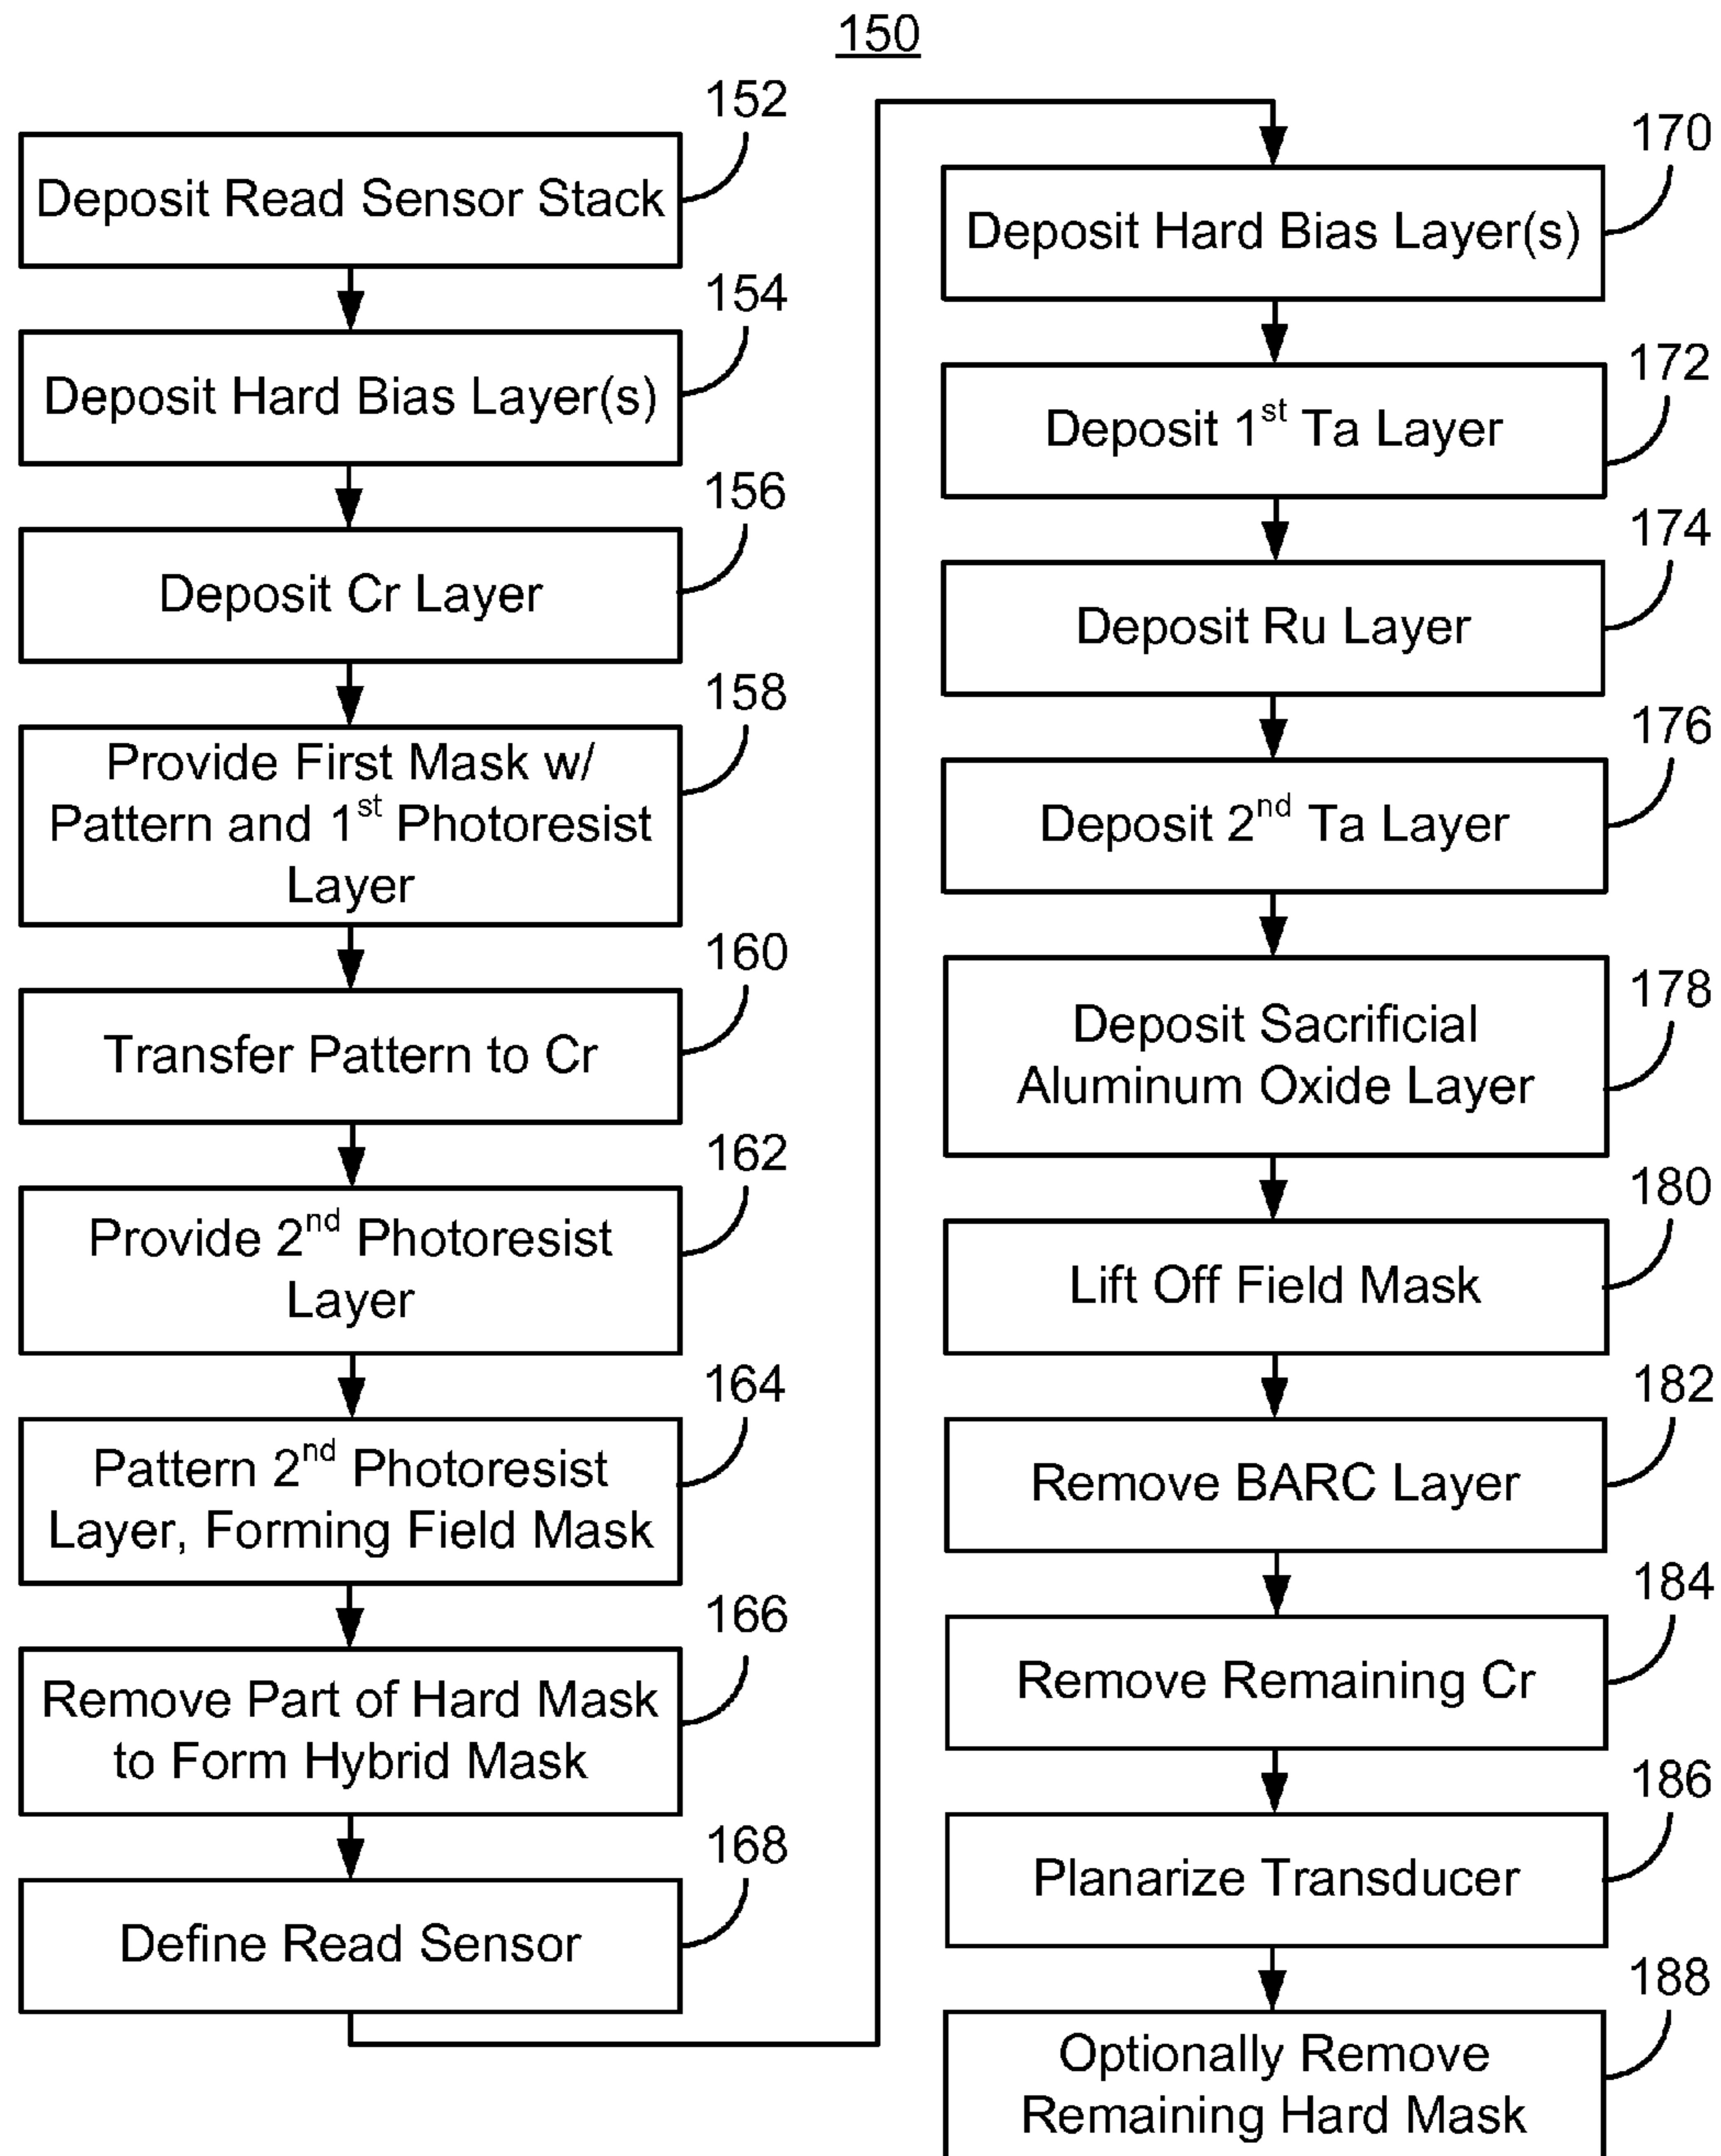 150
152
Deposit Read Sensor Stack
154
Deposit Hard Bias Layer(s)
156
Deposit Cr Layer
158
Provide First Mask w/
Pattern and 1st Photoresist
Layer
160
Transfer Pattern to Cr
162
Provide 2nd Photoresist
Layer
164
Pattern 2nd Photoresist
Layer, Forming Field Mask
166
Remove Part of Hard Mask
to Form Hybrid Mask
168
Define Read Sensor
170
Deposit Hard Bias Layer(s)
172
Deposit 1st Ta Layer
174
Deposit Ru Layer
176
Deposit 2nd Ta Layer
178
Deposit Sacrificial
Aluminum Oxide Layer
180
Lift Off Field Mask
182
Remove BARC Layer
184
Remove Remaining Cr
186
Planarize Transducer
188
Optionally Remove
Remaining Hard Mask